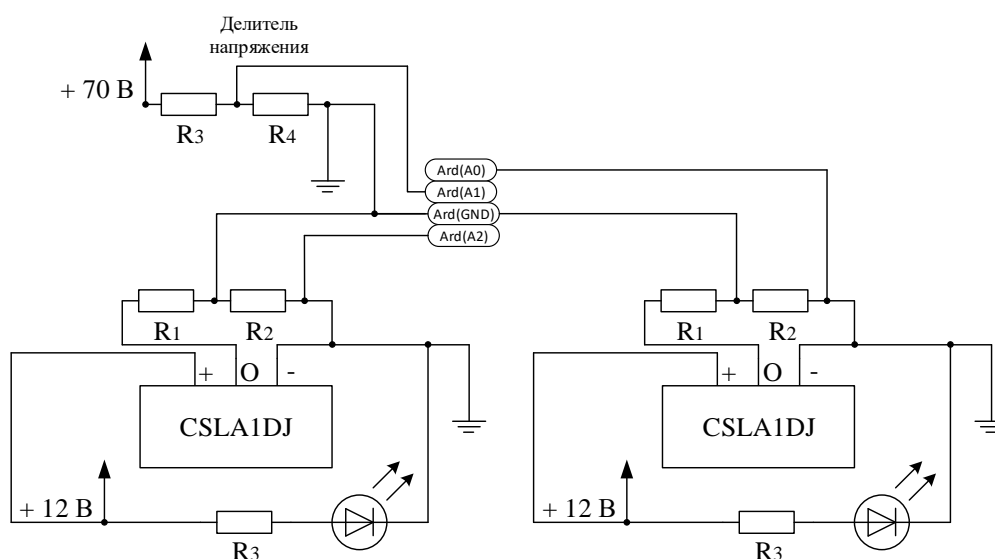 Делитель
напряжения
+ 70 В
R3
R4
Ard(A0)
Ard(A1)
Ard(GND)
Ard(A2)
R1
R2
R1
R2
+
O
-
+
O
-
CSLA1DJ
CSLA1DJ
+ 12 В
+ 12 В
R3
R3